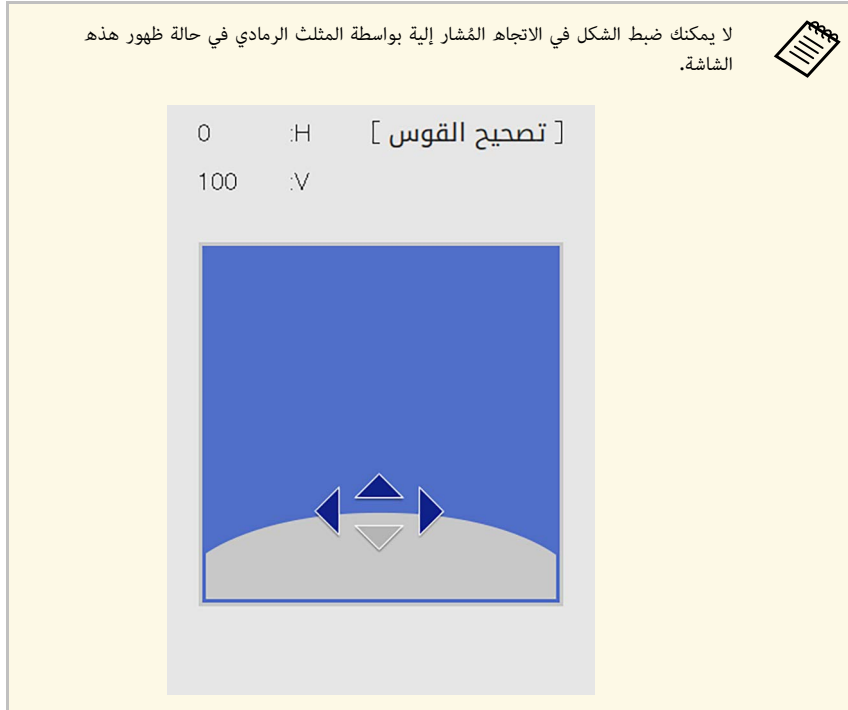 لا يمكنك ضبط الشكل في الاتجاه المُشار إلية بواسطة المثلث الرمادي في حالة ظهور هذه
الشاشة.
[ تصحيح القوس ] H: 0
V: 100